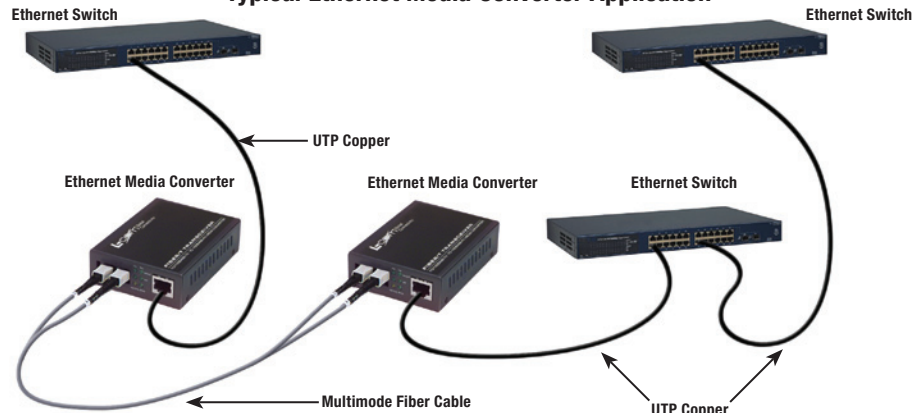 Typical Ethernet Media Converter Application
Ethernet Switch
Ethernet Switch
UTP Copper
Ethernet Media Converter
Ethernet Media Converter
Ethernet Switch
Multimode Fiber Cable
UTP Copper